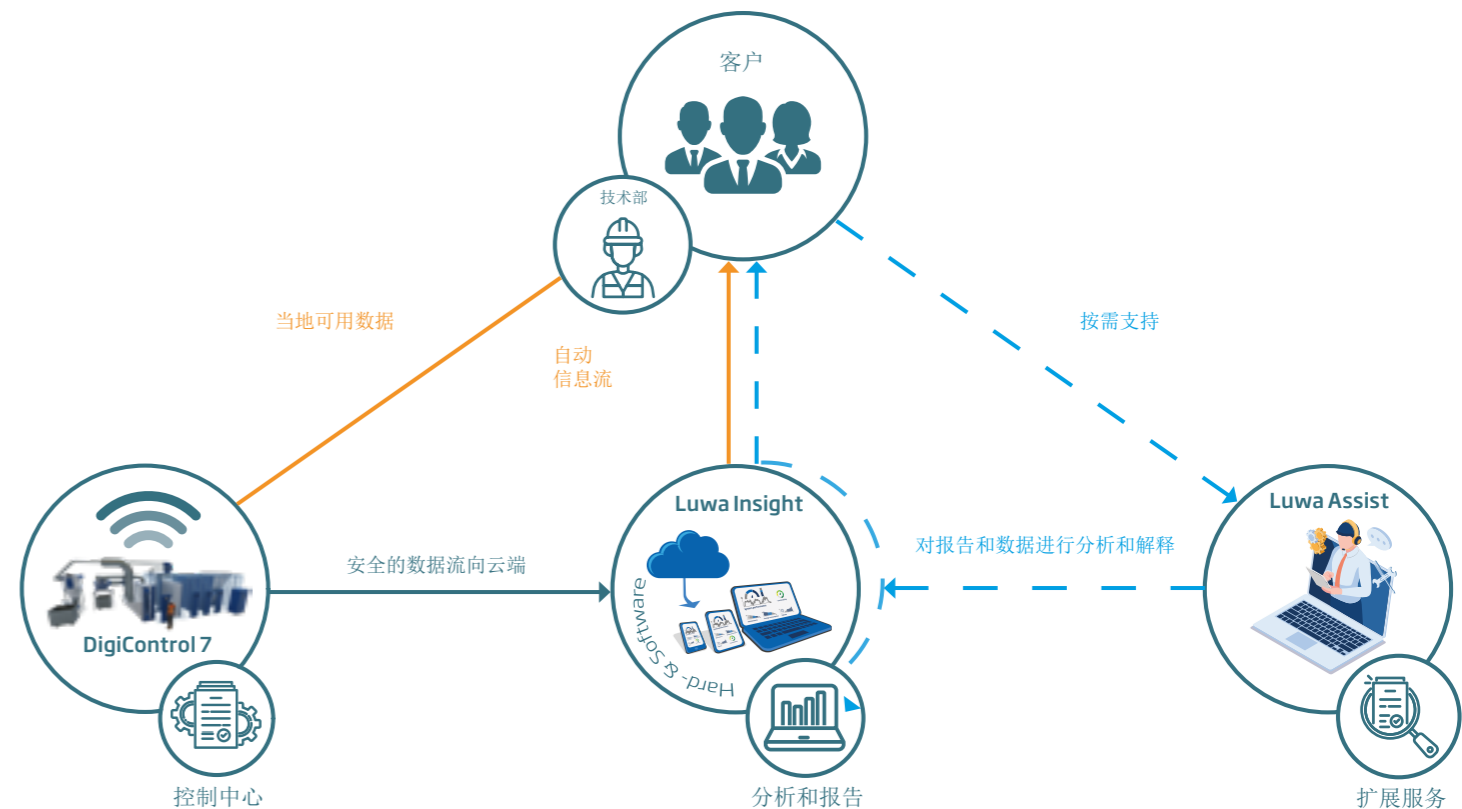 客户
技术部
当地可用数据
按需支持
自动
信息流
Luwa Insight
Luwa Assist
安全的数据流向云端
对报告和数据进行分析和解释
DigiControl 7
Hard- & Software
控制中心
分析和报告
扩展服务